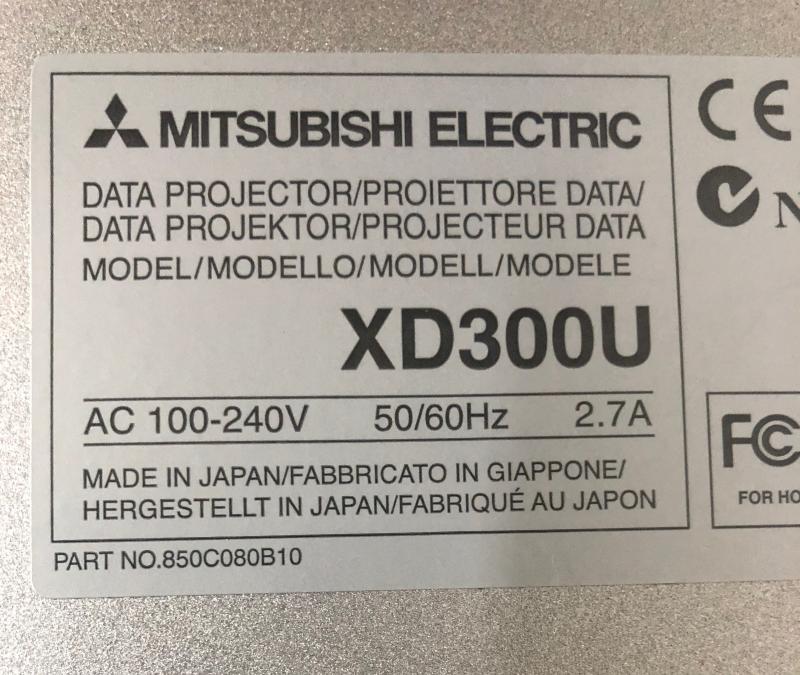 MITSUBISHI ELECTRIC
DATA PROJECTOR/PROIETTORE DATA/
DATA PROJEKTOR/PROJECTEUR DATA
MODEL/MODELLO/MODELL/MODELE
XD300U
AC 100-240V 50/60Hz 2.7A
MADE IN JAPAN/FABBRICATO IN GIAPPONE/
HERGESTELLT IN JAPAN/FABRIQUÉ AU JAPON
PART NO.850C080B10
CE
N
FC
FOR HO